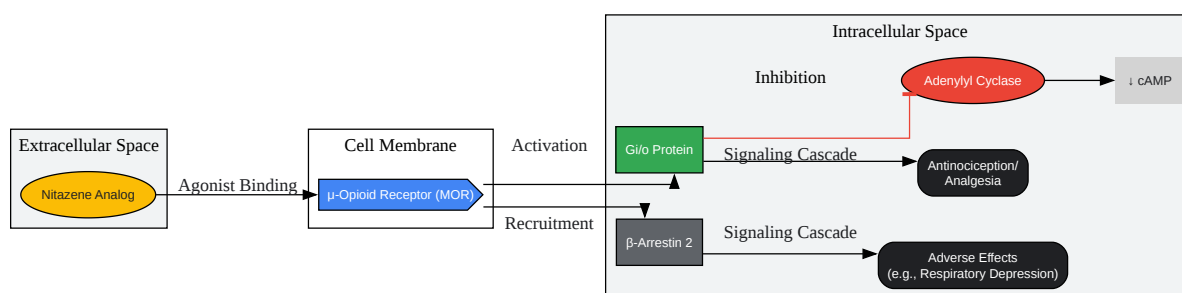 Intracellular Space
Inhibition
Adenylyl Cyclase
↓ cAMP
Extracellular Space
Nitazene Analog
Agonist Binding
Cell Membrane
μ-Opioid Receptor (MOR)
Activation
Recruitment
Gi/o Protein
Signaling Cascade
Antinociception/
Analgesia
β-Arrestin 2
Signaling Cascade
Adverse Effects
(e.g., Respiratory Depression)